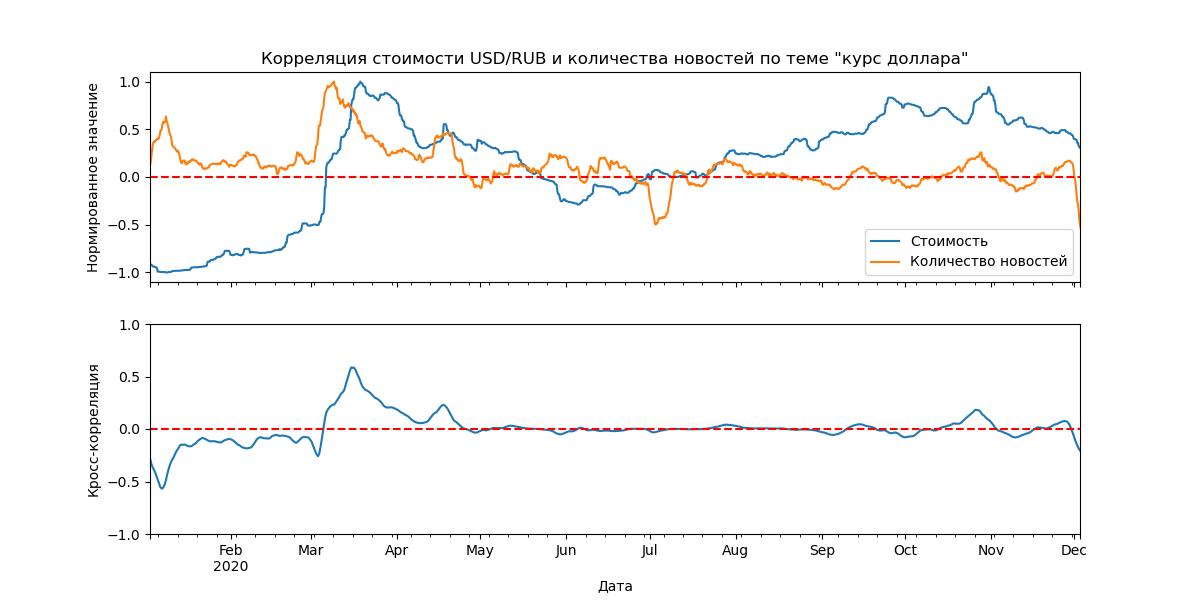 Корреляция стоимости USD/RUB и количества новостей по теме "курс доллара"
Нормированное значение
1.0
0.5
0.0
−0.5
−1.0
Стоимость
Количество новостей
Кросс-корреляция
1.0
0.5
0.0
−0.5
−1.0
Feb Mar Apr May Jun Jul Aug Sep Oct Nov Dec
2020
Дата